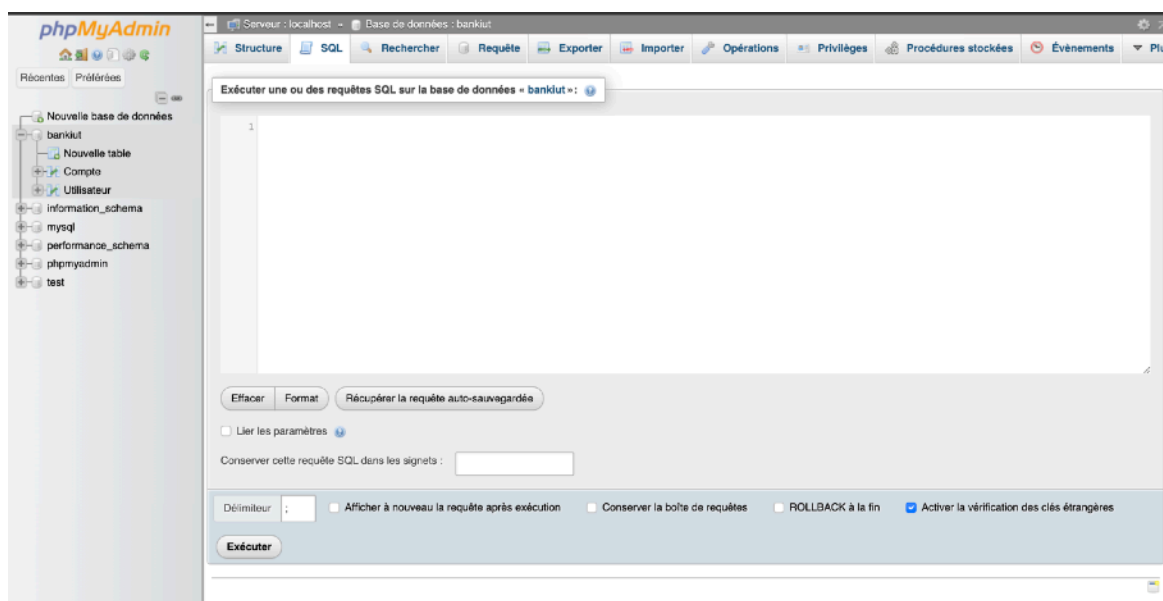 phpMyAdmin
Récentes Préférées
Nouvelle base de données
bankiut
Nouvelle table
Compte
Utilisateur
information_schema
mysql
performance_schema
phpmyadmin
test
Serveur : localhost » Base de données : bankiut
Structure SQL Rechercher Requête Exporter Importer Opérations Privilèges Procédures stockées Évènements Plu
Exécuter une ou des requêtes SQL sur la base de données « bankiut »:
1
Effacer Format Récupérer la requête auto-sauvegardée
Lier les paramètres
Conserver cette requête SQL dans les signets :
Délimiteur ; Afficher à nouveau la requête après exécution Conserver la boîte de requêtes ROLLBACK à la fin Activer la vérification des clés étrangères
Exécuter